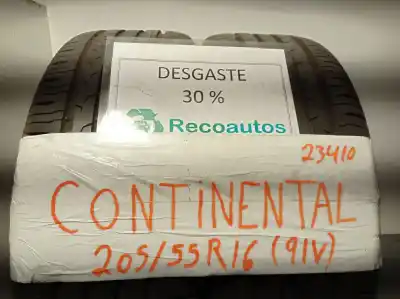 DESGASTE
30 %
Recoautos
23410
CONTINENTAL
205/55R16 (91V)